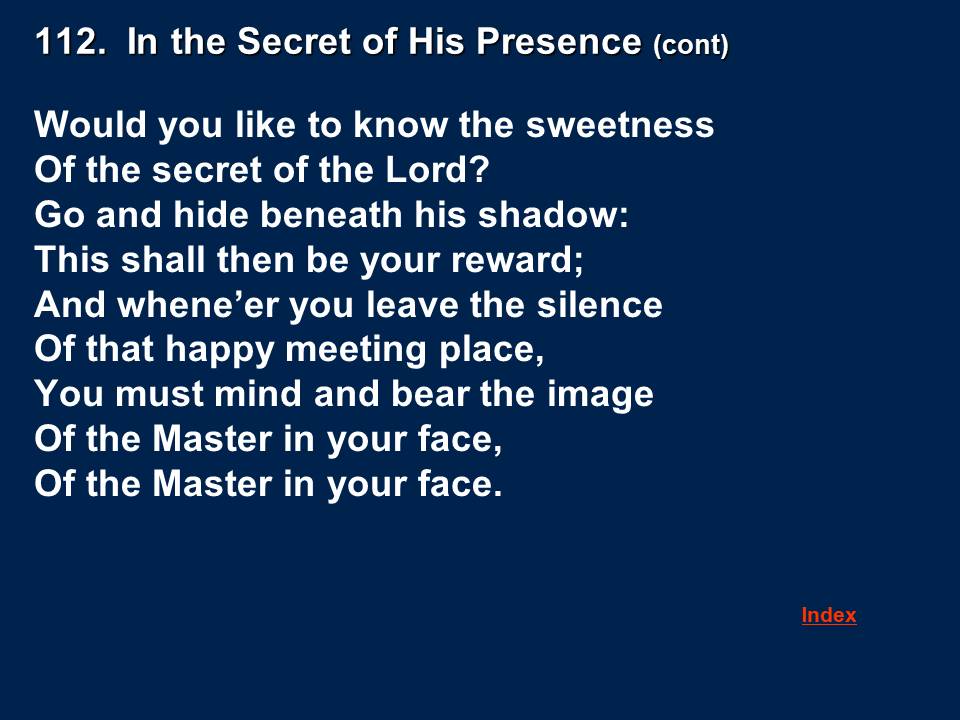 112.  In the Secret of His Presence (cont)
Would you like to know the sweetness
Of the secret of the Lord?
Go and hide beneath his shadow:
This shall then be your reward;
And whene’er you leave the silence
Of that happy meeting place,
You must mind and bear the image
Of the Master in your face,
Of the Master in your face.
Index